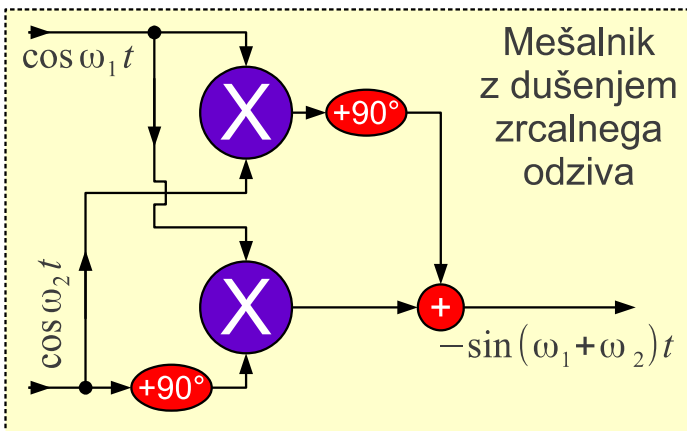 cos ω₁ t
Mešalnik
z dušenjem
zrcalnega
odziva
X
+90°
cos ω₂ t
X
+
−sin(ω₁+ω₂)t
+90°